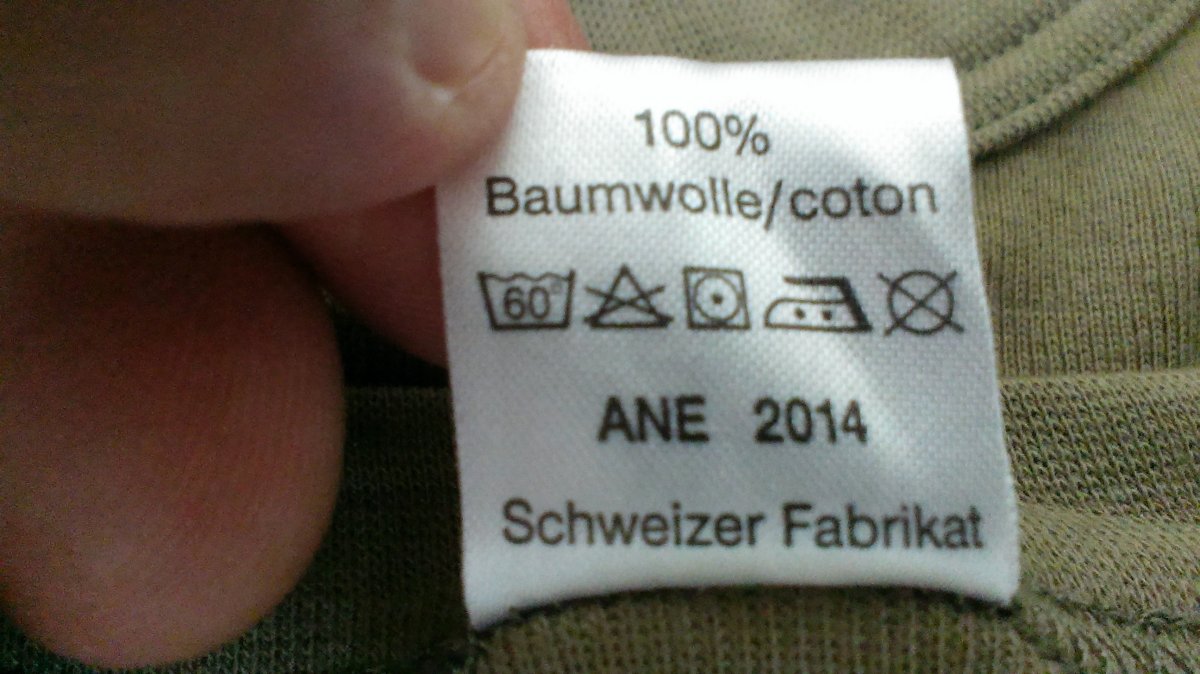 100%
Baumwolle/coton
60°
ANE 2014
Schweizer Fabrikat